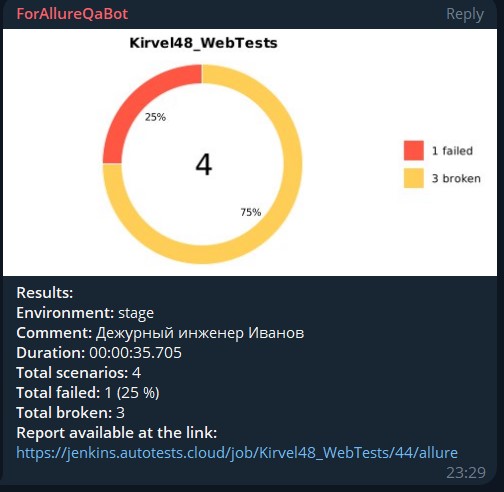 ForAllureQaBot
Reply
Kirvel48_WebTests
25%
4
75%
1 failed
3 broken
Results:
Environment: stage
Comment: Дежурный инженер Иванов
Duration: 00:00:35.705
Total scenarios: 4
Total failed: 1 (25 %)
Total broken: 3
Report available at the link:
https://jenkins.autotests.cloud/job/Kirvel48_WebTests/44/allure
23:29